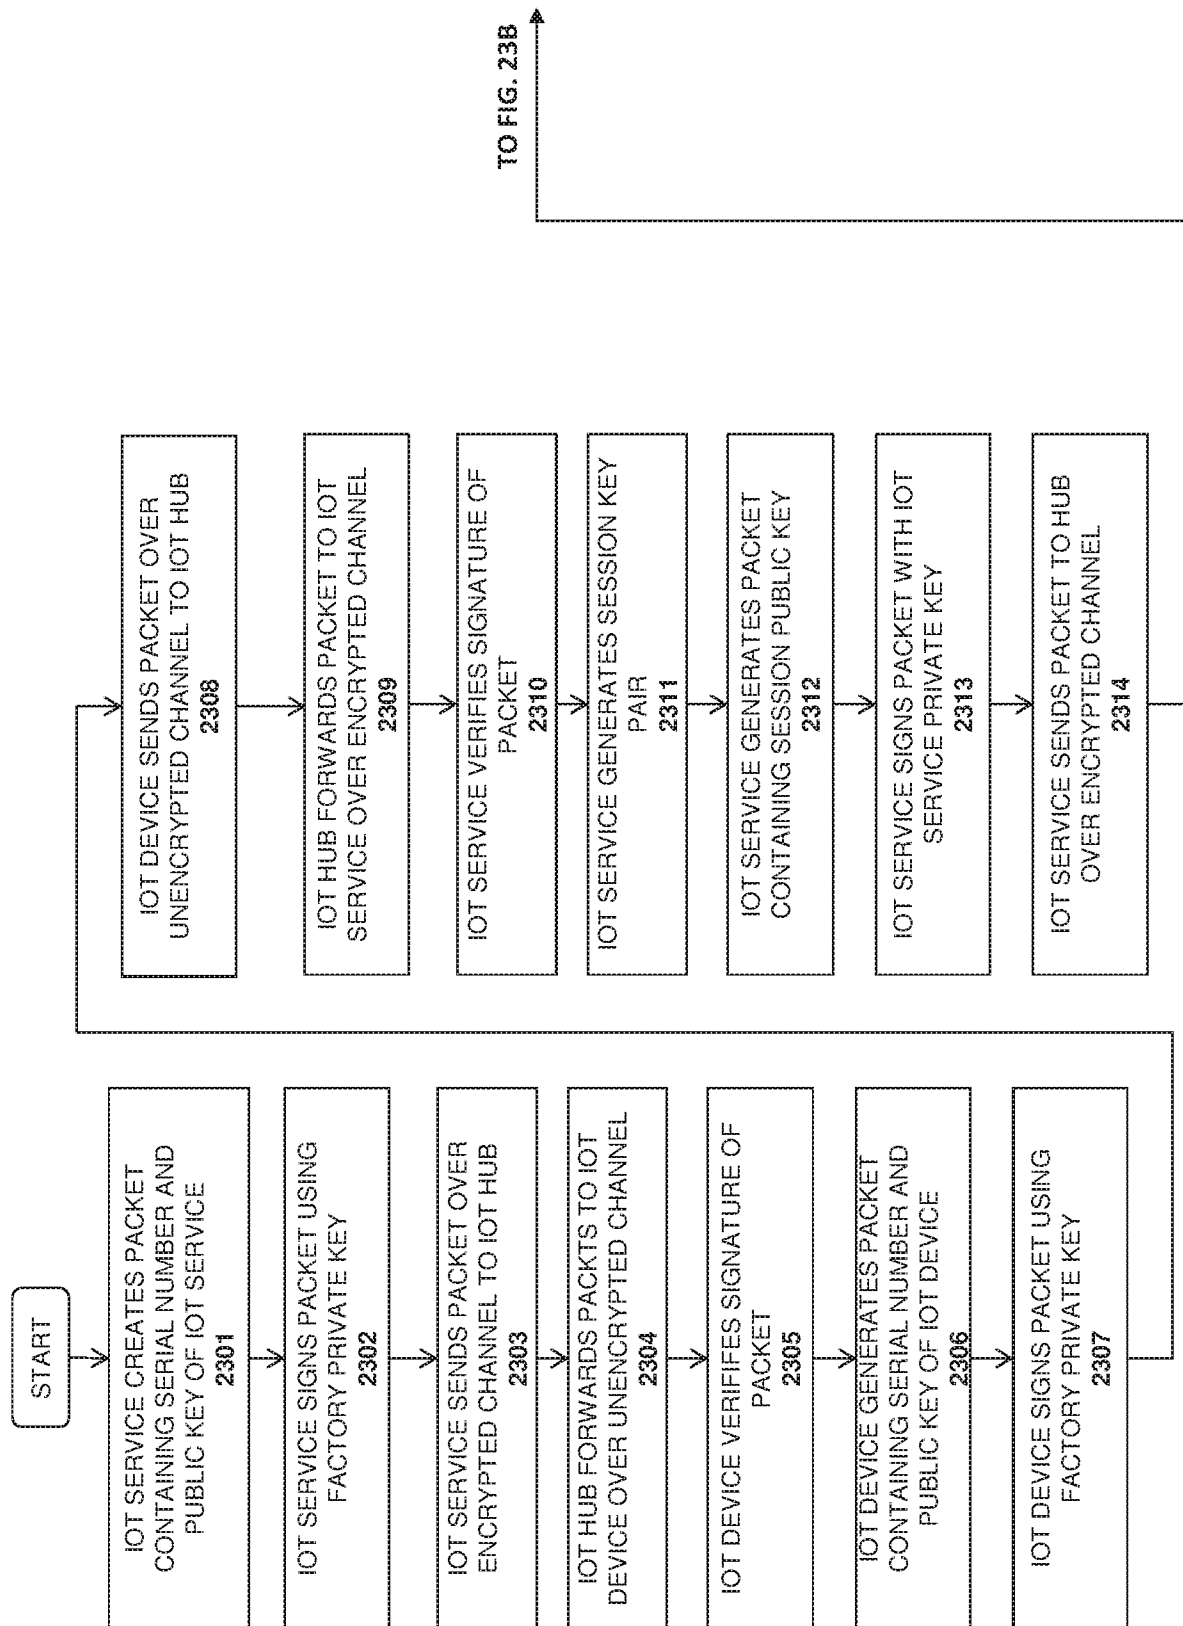 START
IOT SERVICE CREATES PACKET
CONTAINING SERIAL NUMBER AND
PUBLIC KEY OF IOT SERVICE
2301
IOT SERVICE SIGNS PACKET USING
FACTORY PRIVATE KEY
2302
IOT SERVICE SENDS PACKET OVER
ENCRYPTED CHANNEL TO IOT HUB
2303
IOT HUB FORWARDS PACKTS TO IOT
DEVICE OVER UNENCRYPTED CHANNEL
2304
IOT DEVICE VERIFIES SIGNATURE OF
PACKET
2305
IOT DEVICE GENERATES PACKET
CONTAINING SERIAL NUMBER AND
PUBLIC KEY OF IOT DEVICE
2306
IOT DEVICE SIGNS PACKET USING
FACTORY PRIVATE KEY
2307
IOT DEVICE SENDS PACKET OVER
UNENCRYPTED CHANNEL TO IOT HUB
2308
IOT HUB FORWARDS PACKET TO IOT
SERVICE OVER ENCRYPTED CHANNEL
2309
IOT SERVICE VERIFIES SIGNATURE OF
PACKET
2310
IOT SERVICE GENERATES SESSION KEY
PAIR
2311
IOT SERVICE GENERATES PACKET
CONTAINING SESSION PUBLIC KEY
2312
IOT SERVICE SIGNS PACKET WITH IOT
SERVICE PRIVATE KEY
2313
IOT SERVICE SENDS PACKET TO HUB
OVER ENCRYPTED CHANNEL
2314
TO FIG. 23B